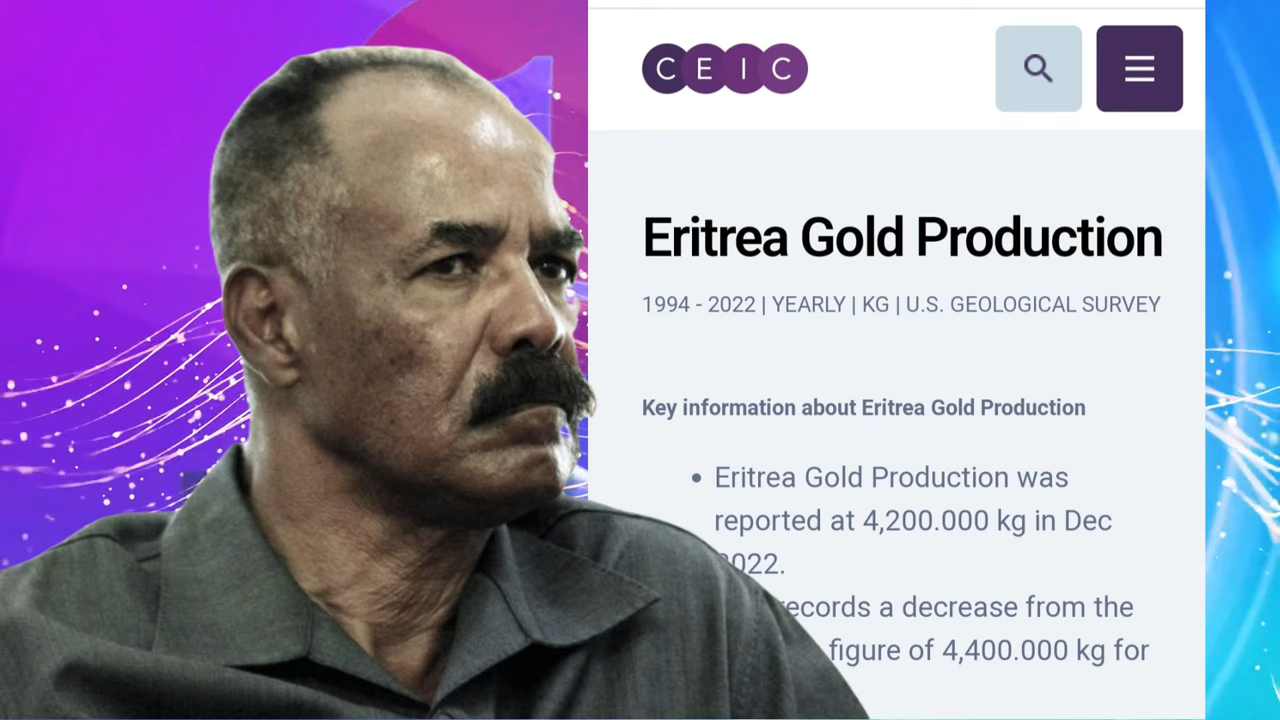 CEIC
Eritrea Gold Production
1994 - 2022 | YEARLY | KG | U.S. GEOLOGICAL SURVEY
Key information about Eritrea Gold Production
• Eritrea Gold Production was
reported at 4,200.000 kg in Dec
2022.
records a decrease from the
figure of 4,400.000 kg for